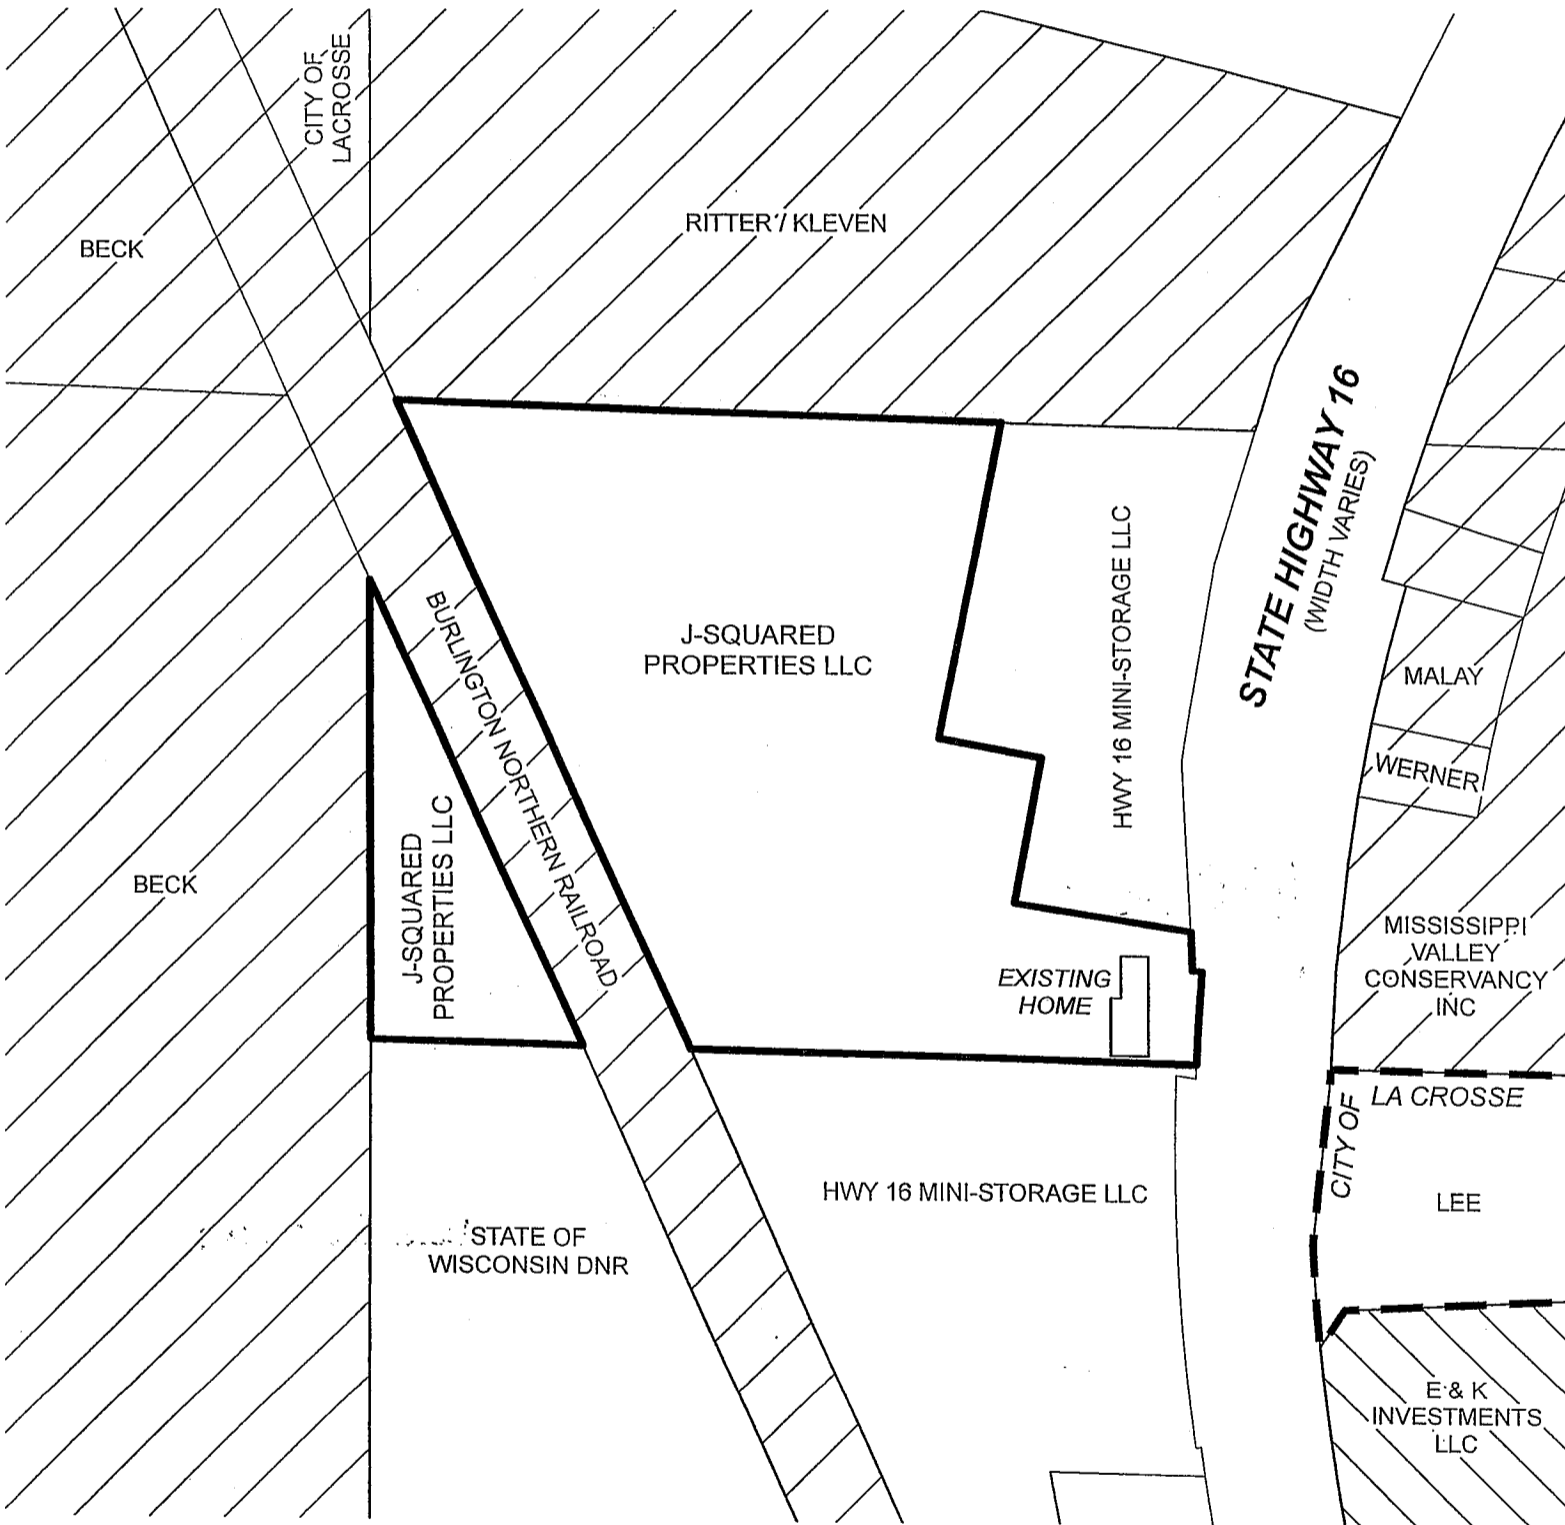 CITY OF
LACROSSE
RITTER / KLEVEN
BECK
STATE HIGHWAY 16
(WIDTH VARIES)
HWY 16 MINI-STORAGE LLC
J-SQUARED
PROPERTIES LLC
BURLINGTON NORTHERN RAILROAD
MALAY
WERNER
J-SQUARED
PROPERTIES LLC
BECK
MISSISSIPPI
VALLEY
CONSERVANCY
INC
EXISTING
HOME
CITY OF
LA CROSSE
HWY 16 MINI-STORAGE LLC
LEE
STATE OF
WISCONSIN DNR
E & K
INVESTMENTS
LLC